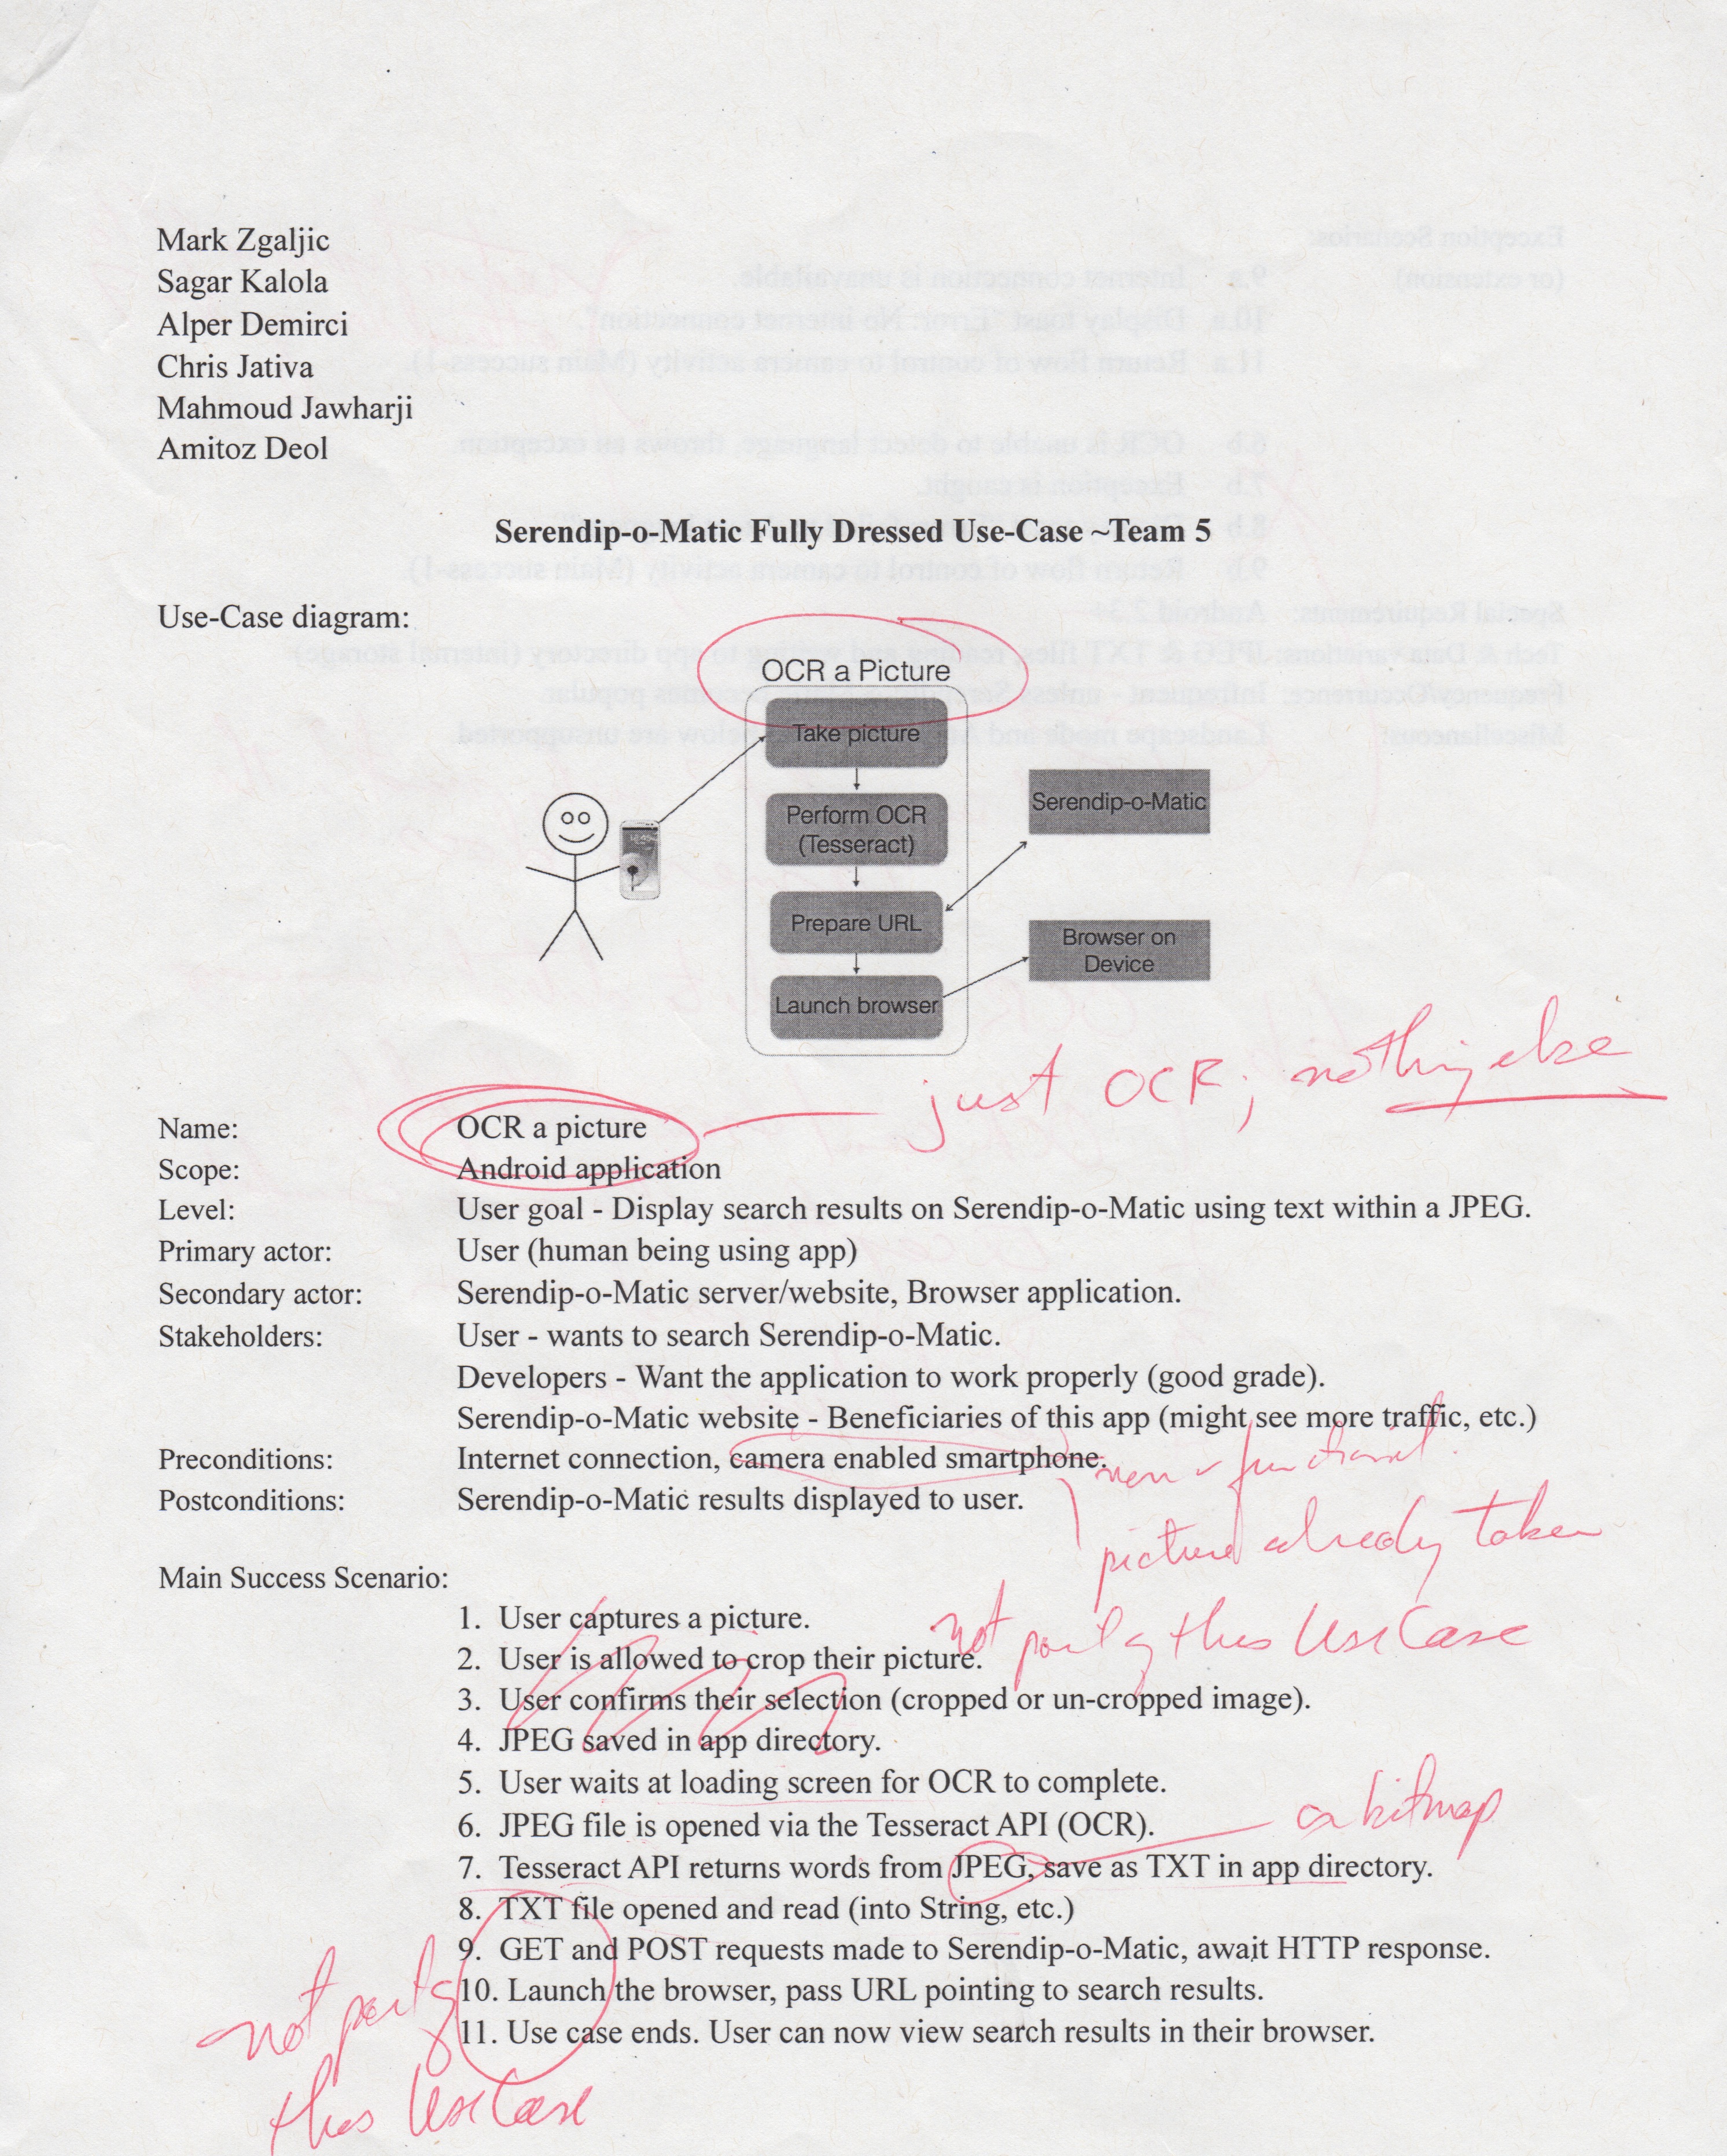 Mark Zgaljic
Sagar Kalola
Alper Demirci
Chris Jativa
Mahmoud Jawharji
Amitoz Deol
Serendip-o-Matic Fully Dressed Use-Case ~Team 5
Use-Case diagram:
OCR a Picture
Take picture
Perform OCR
(Tesseract)
Serendip-o-Matic
Prepare URL
Browser on
Device
Launch browser
just OCR; nothing else
Name: OCR a picture
Scope: Android application
Level: User goal - Display search results on Serendip-o-Matic using text within a JPEG.
Primary actor: User (human being using app)
Secondary actor: Serendip-o-Matic server/website, Browser application.
Stakeholders: User - wants to search Serendip-o-Matic.
Developers - Want the application to work properly (good grade).
Serendip-o-Matic website - Beneficiaries of this app (might see more traffic, etc.)
Preconditions: Internet connection, camera enabled smartphone.
non-functional.
Postconditions: Serendip-o-Matic results displayed to user.
picture already taken
Main Success Scenario:
1. User captures a picture.
not part of this Use Case
2. User is allowed to crop their picture.
3. User confirms their selection (cropped or un-cropped image).
4. JPEG saved in app directory.
5. User waits at loading screen for OCR to complete.
6. JPEG file is opened via the Tesseract API (OCR).
a bitmap
7. Tesseract API returns words from JPEG, save as TXT in app directory.
8. TXT file opened and read (into String, etc.)
9. GET and POST requests made to Serendip-o-Matic, await HTTP response.
10. Launch the browser, pass URL pointing to search results.
11. Use case ends. User can now view search results in their browser.
not part of
this Use Case